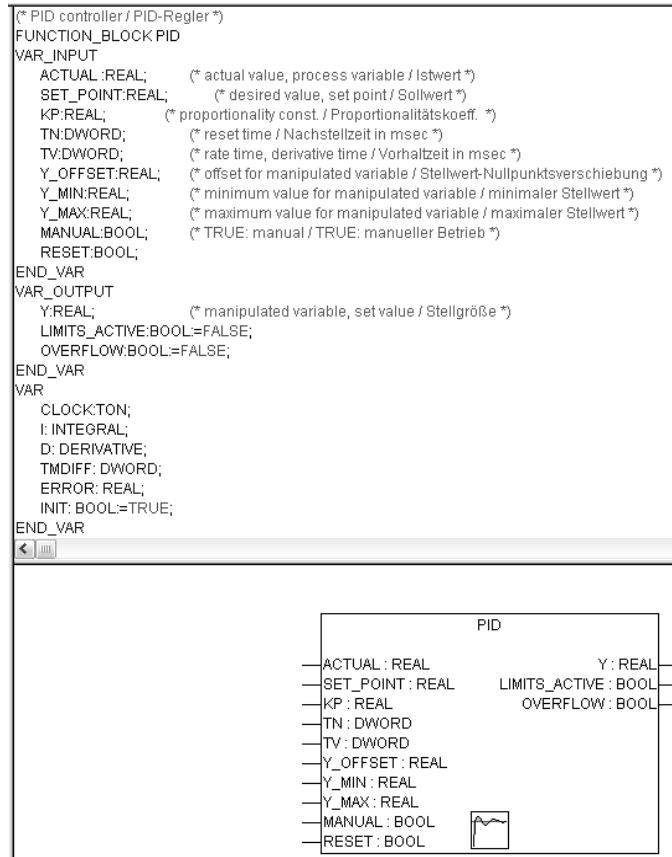 (* PID controller / PID-Regler *)
FUNCTION_BLOCK PID
VAR_INPUT
ACTUAL :REAL; (* actual value, process variable / Istwert *)
SET_POINT:REAL; (* desired value, set point / Sollwert *)
KP:REAL; (* proportionality const. / Proportionalitätskoeff. *)
TN:DWORD; (* reset time / Nachstellzeit in msec *)
TV:DWORD; (* rate time, derivative time / Vorhaltzeit in msec *)
Y_OFFSET:REAL; (* offset for manipulated variable / Stellwert-Nullpunktsverschiebung *)
Y_MIN:REAL; (* minimum value for manipulated variable / minimaler Stellwert *)
Y_MAX:REAL; (* maximum value for manipulated variable / maximaler Stellwert *)
MANUAL:BOOL; (* TRUE: manual / TRUE: manueller Betrieb *)
RESET:BOOL;
END_VAR
VAR_OUTPUT
Y:REAL; (* manipulated variable, set value / Stellgröße *)
LIMITS_ACTIVE:BOOL:=FALSE;
OVERFLOW:BOOL:=FALSE;
END_VAR
VAR
CLOCK:TON;
I: INTEGRAL;
D: DERIVATIVE;
TMDIFF: DWORD;
ERROR: REAL;
INIT: BOOL:=TRUE;
END_VAR
PID
ACTUAL : REAL Y : REAL
SET_POINT : REAL LIMITS_ACTIVE : BOOL
KP : REAL OVERFLOW : BOOL
TN : DWORD
TV : DWORD
Y_OFFSET : REAL
Y_MIN : REAL
Y_MAX : REAL
MANUAL : BOOL
RESET : BOOL